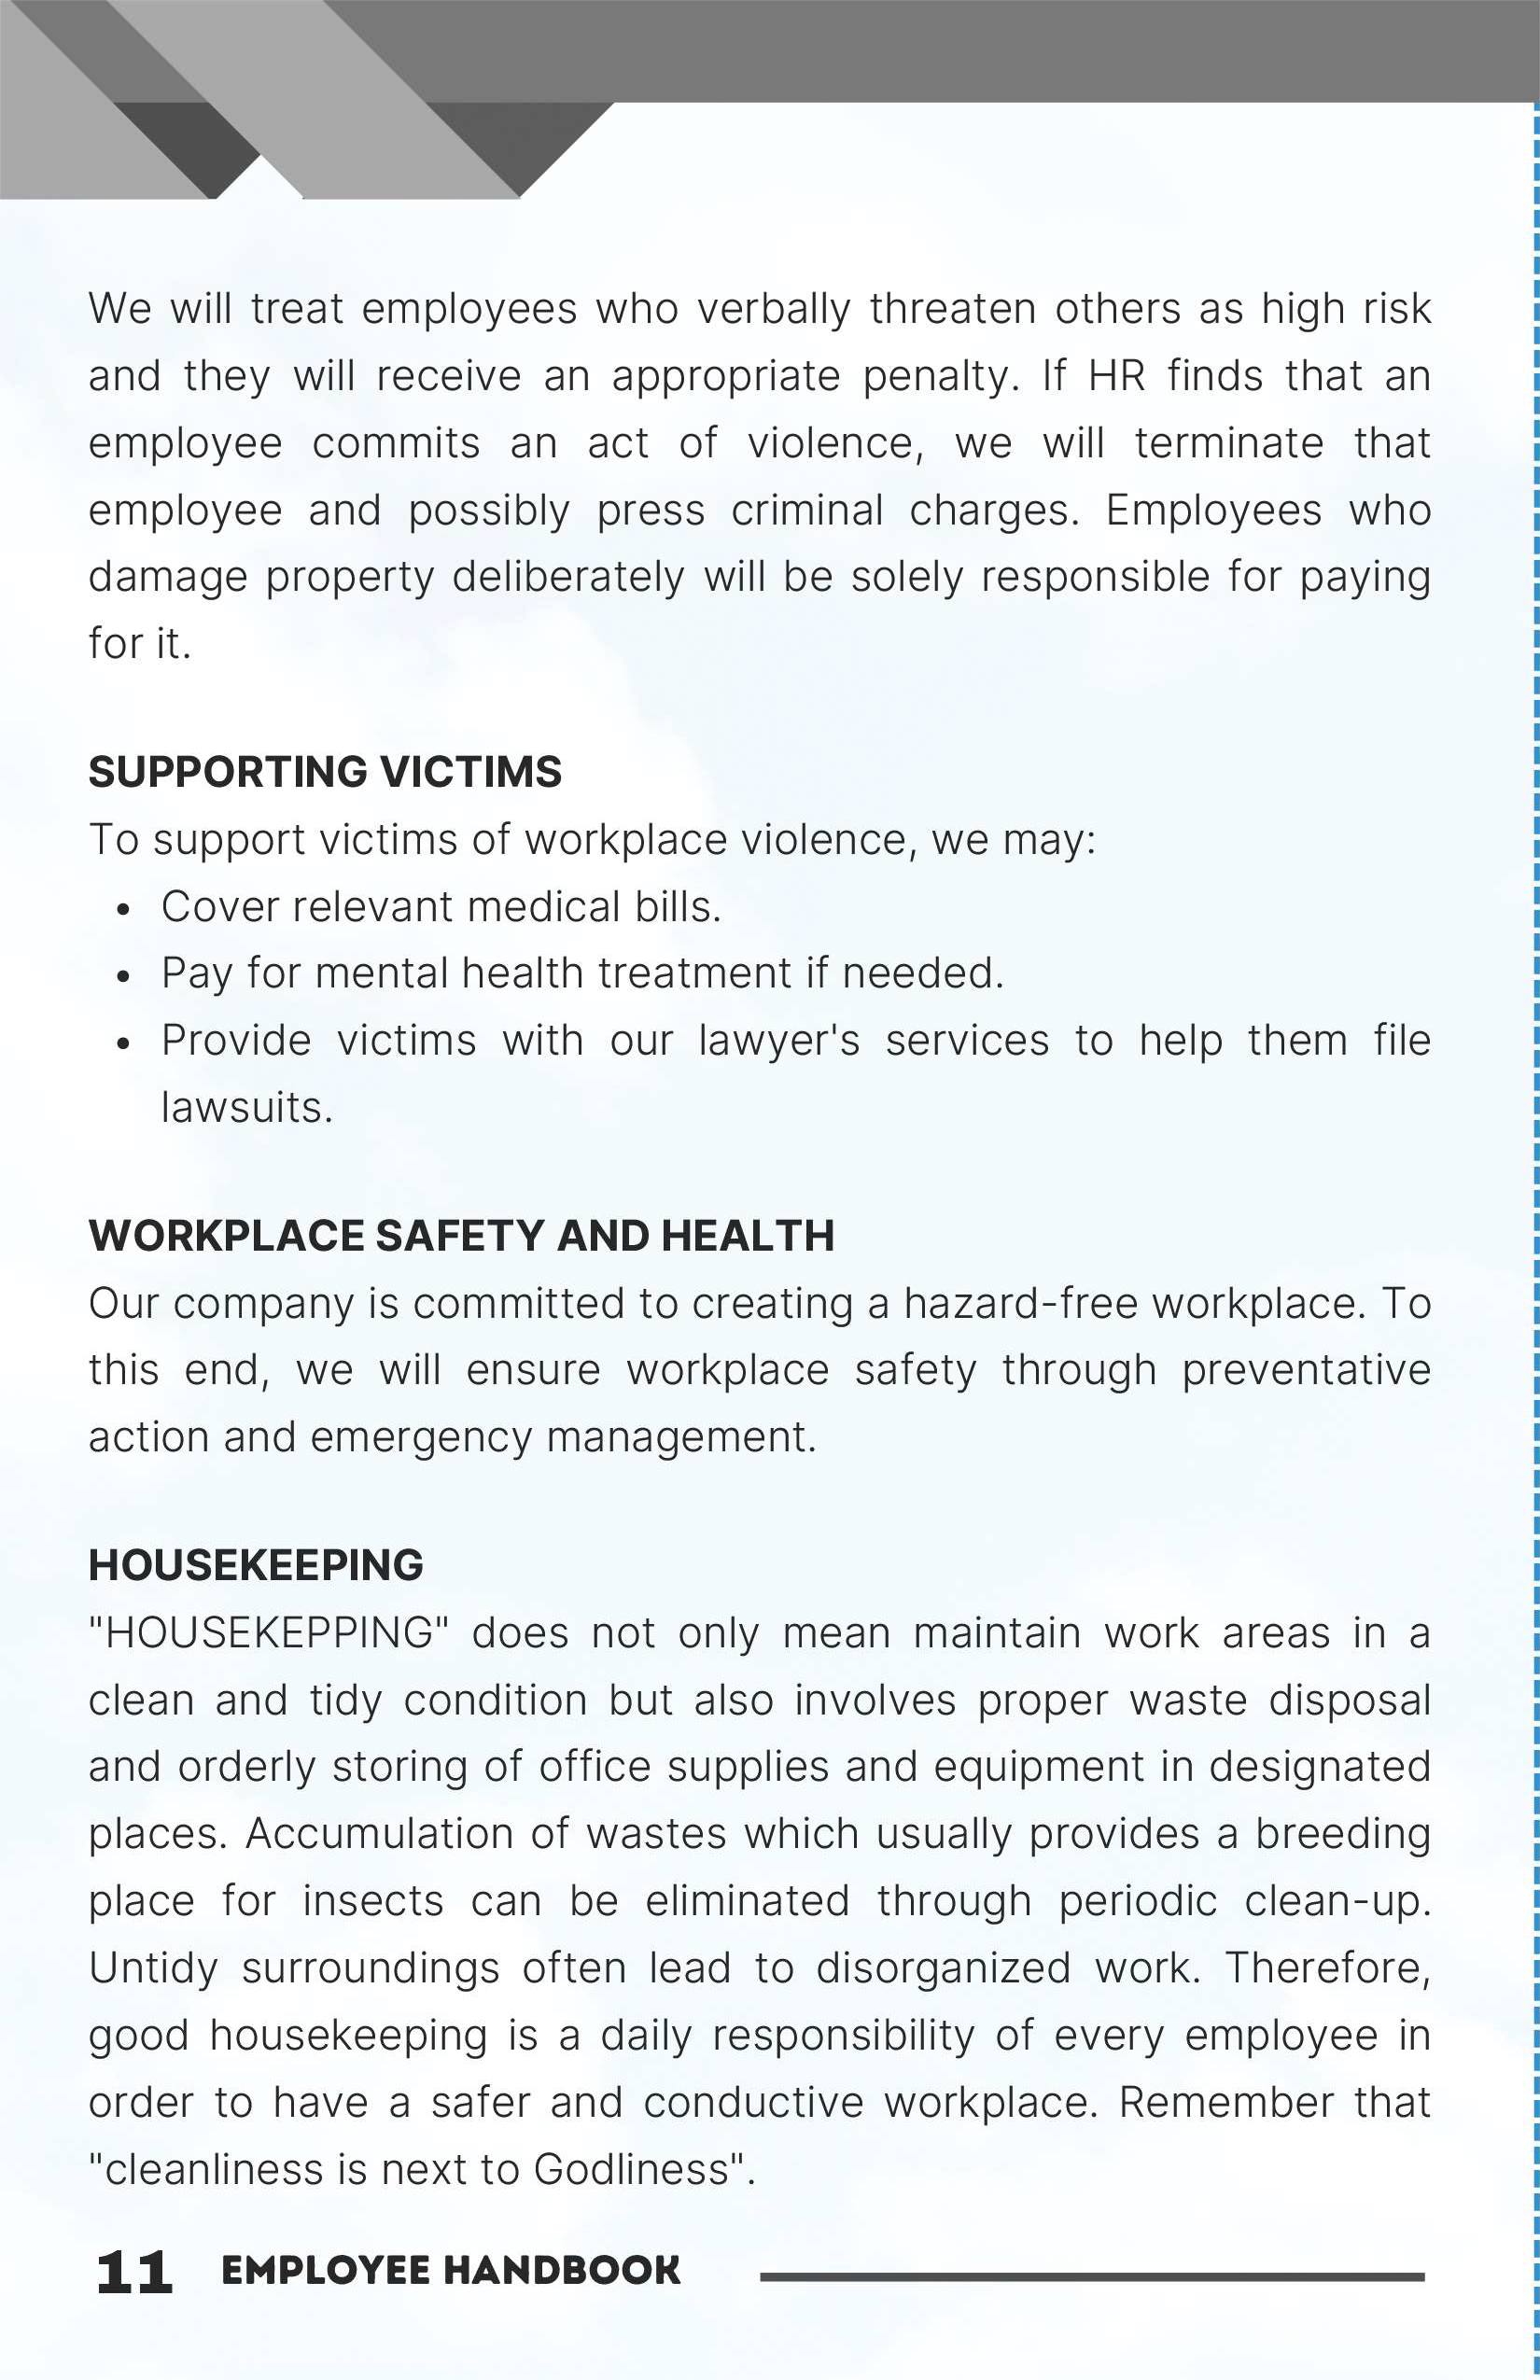 We will treat employees who verbally threaten others as high risk
and they will receive an appropriate penalty. If HR finds that an
employee commits an act of violence, we will terminate that
employee and possibly press criminal charges. Employees who
damage property deliberately will be solely responsible for paying
for it.
SUPPORTING VICTIMS
To support victims of workplace violence, we may:
• Cover relevant medical bills.
• Pay for mental health treatment if needed.
• Provide victims with our lawyer's services to help them file
lawsuits.
WORKPLACE SAFETY AND HEALTH
Our company is committed to creating a hazard-free workplace. To
this end, we will ensure workplace safety through preventative
action and emergency management.
HOUSEKEEPING
"HOUSEKEPPING" does not only mean maintain work areas in a
clean and tidy condition but also involves proper waste disposal
and orderly storing of office supplies and equipment in designated
places. Accumulation of wastes which usually provides a breeding
place for insects can be eliminated through periodic clean-up.
Untidy surroundings often lead to disorganized work. Therefore,
good housekeeping is a daily responsibility of every employee in
order to have a safer and conductive workplace. Remember that
"cleanliness is next to Godliness".
11 EMPLOYEE HANDBOOK